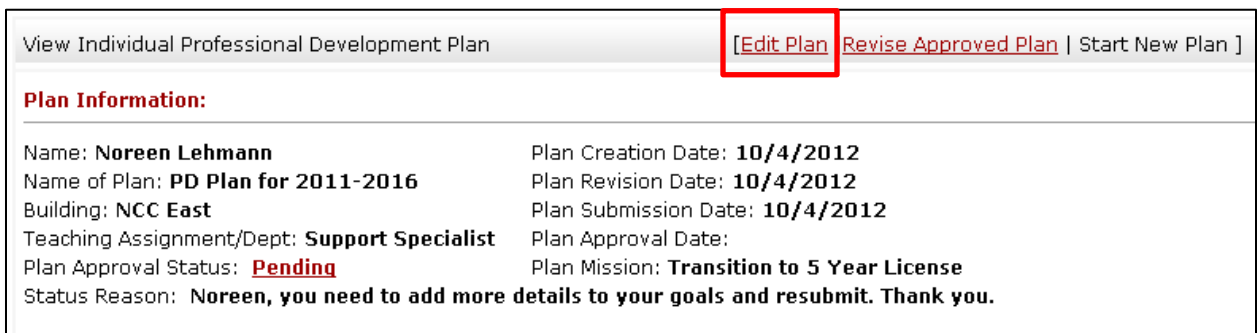 View Individual Professional Development Plan [Edit Plan Revise Approved Plan | Start New Plan ]
Plan Information:
Name: Noreen Lehmann Plan Creation Date: 10/4/2012
Name of Plan: PD Plan for 2011-2016 Plan Revision Date: 10/4/2012
Building: NCC East Plan Submission Date: 10/4/2012
Teaching Assignment/Dept: Support Specialist Plan Approval Date:
Plan Approval Status: Pending Plan Mission: Transition to 5 Year License
Status Reason: Noreen, you need to add more details to your goals and resubmit. Thank you.